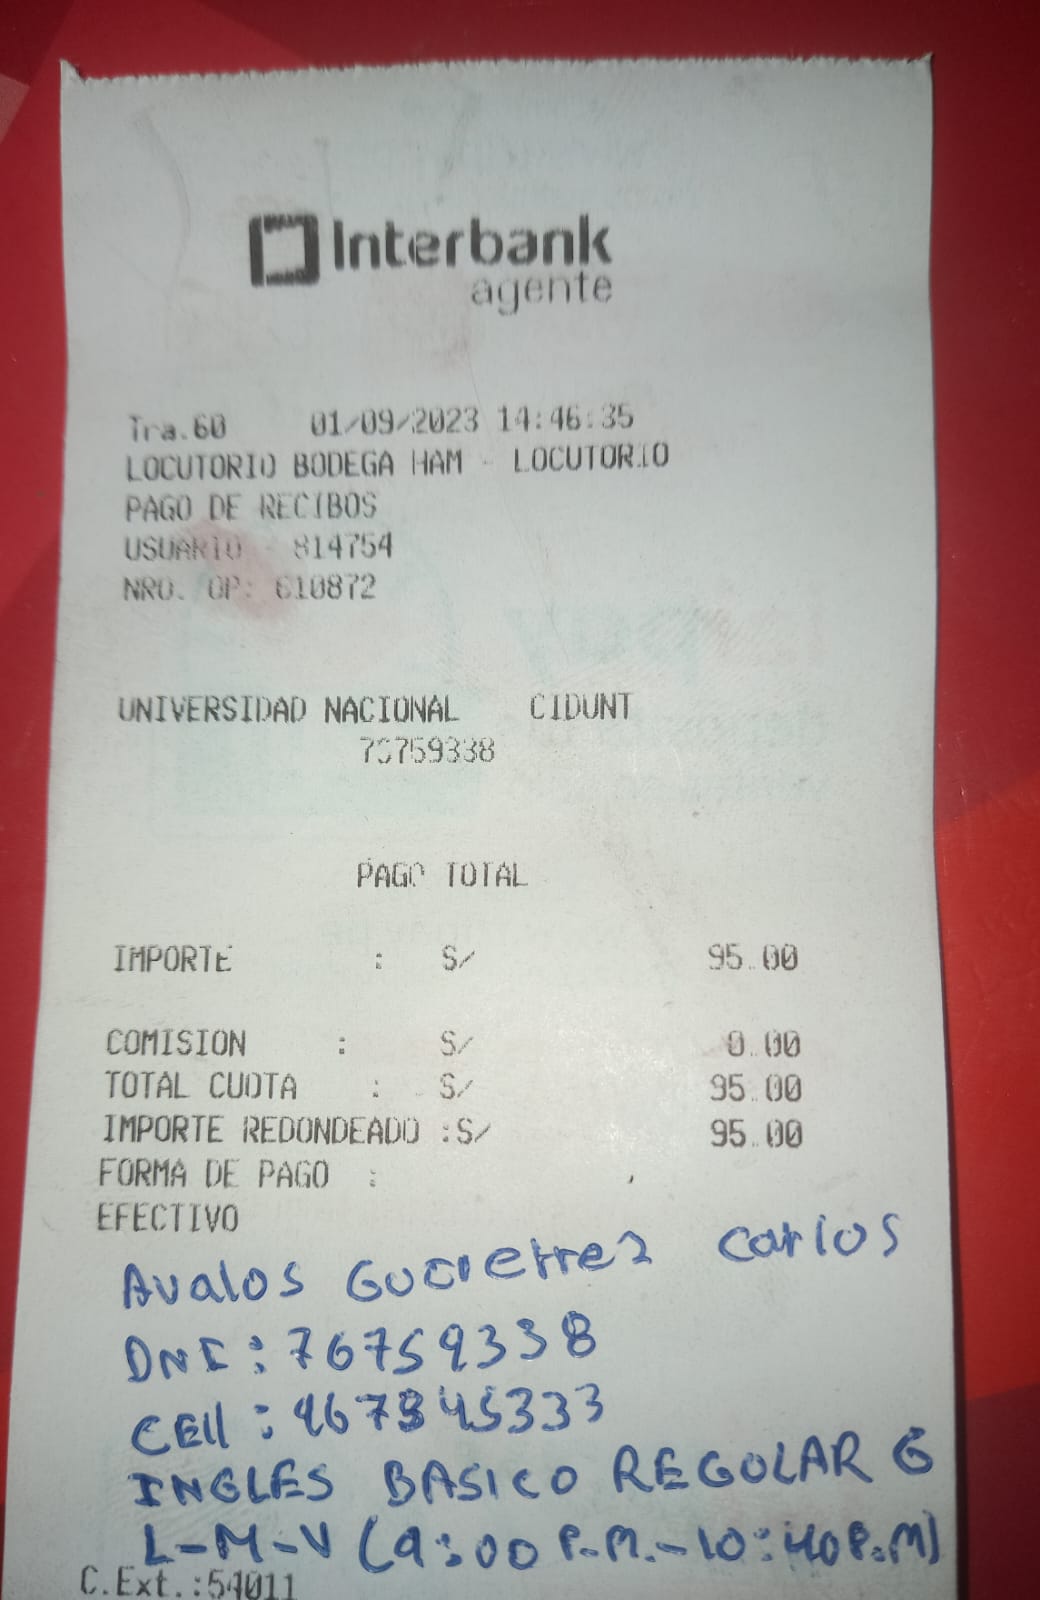 Interbank
agente
Tra.60 01/09/2023 14:46:35
LOCUTORIO BODEGA HAM - LOCUTORIO
PAGO DE RECIBOS
USUARIO - 814754
NRO. OP: 610872
UNIVERSIDAD NACIONAL CIDUNT
76759338
PAGO TOTAL
IMPORTE : S/ 95.00
COMISION : S/ 0.00
TOTAL CUOTA : S/ 95.00
IMPORTE REDONDEADO :S/ 95.00
FORMA DE PAGO :
EFECTIVO
Avalos Gutierrez Carlos
DNI: 76759338
CEll: 967845333
INGLES BASICO REGULAR 6
L-M-V (9:00 P.M.-10:40P.M)
C.Ext.:54011